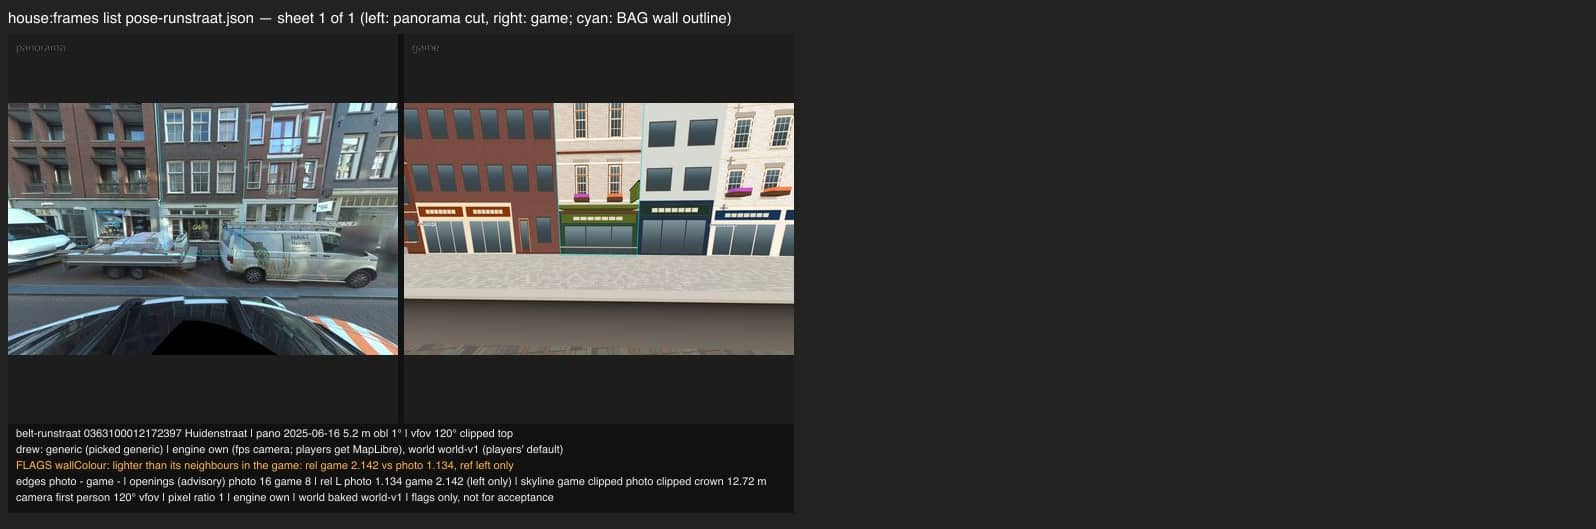 house:frames list pose-runstraat.json — sheet 1 of 1 (left: panorama cut, right: game; cyan: BAG wall outline)
panorama
game
belt-runstraat 0363100012172397 Huidenstraat | pano 2025-06-16 5.2 m obl 1° | vfov 120° clipped top
drew: generic (picked generic) | engine own (fps camera; players get MapLibre), world world-v1 (players' default)
FLAGS wallColour: lighter than its neighbours in the game: rel game 2.142 vs photo 1.134, ref left only
edges photo - game - | openings (advisory) photo 16 game 8 | rel L photo 1.134 game 2.142 (left only) | skyline game clipped photo clipped crown 12.72 m
camera first person 120° vfov | pixel ratio 1 | engine own | world baked world-v1 | flags only, not for acceptance